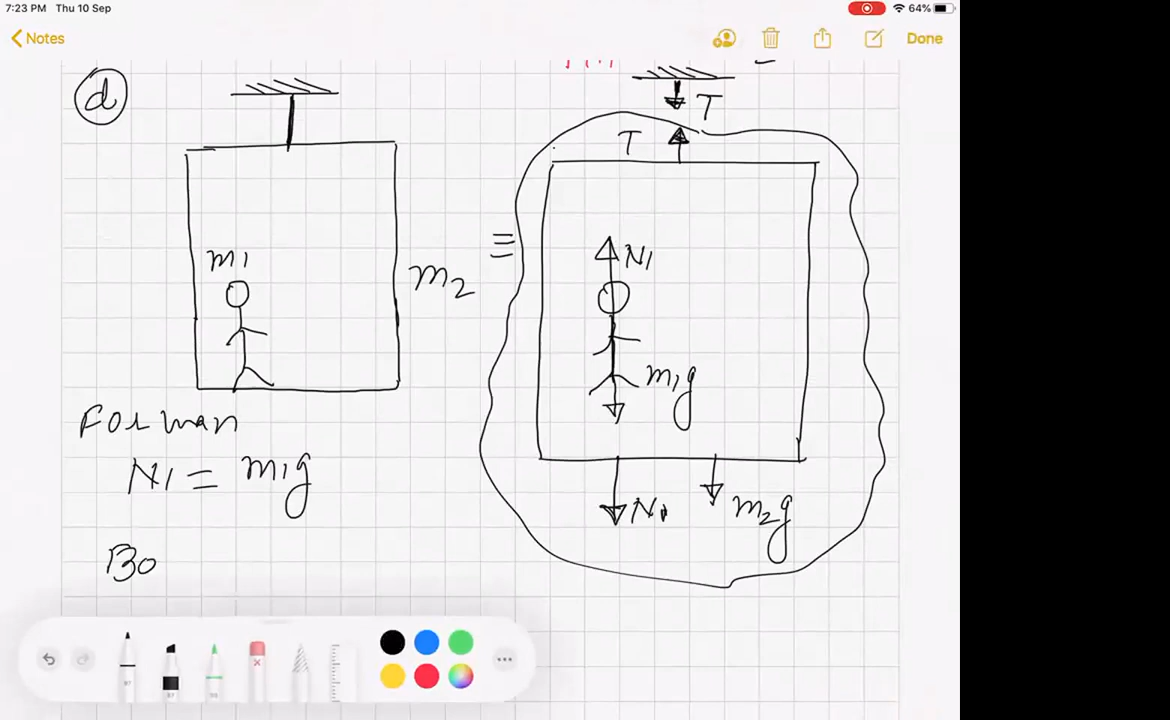 7:23 PM Thu 10 Sep
64%
Notes
Done
d
T
T
m1
m2
N1
m1g
For man
N1 = m1g
N1
m2g
Bo